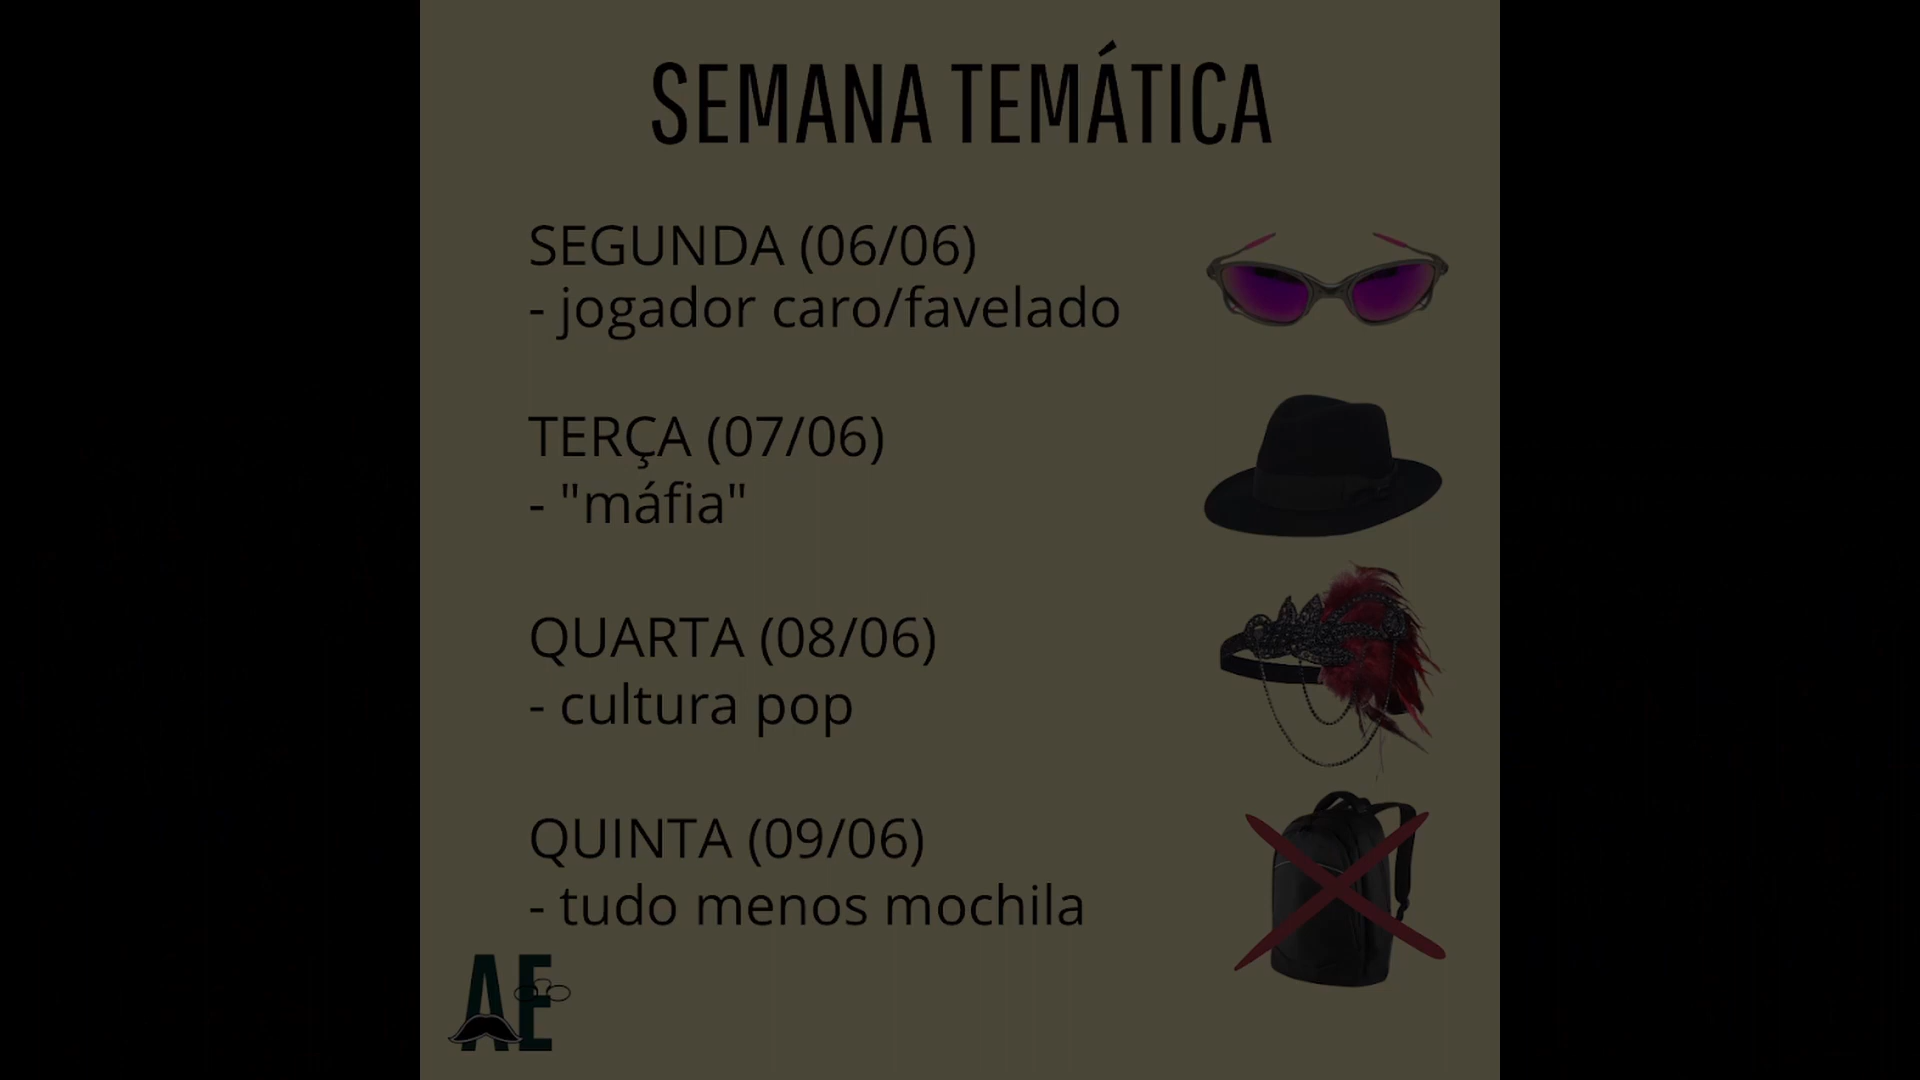 SEMANA TEMÁTICA
SEGUNDA (06/06)
- jogador caro/favelado
TERÇA (07/06)
- "máfia"
QUARTA (08/06)
- cultura pop
QUINTA (09/06)
- tudo menos mochila
AE